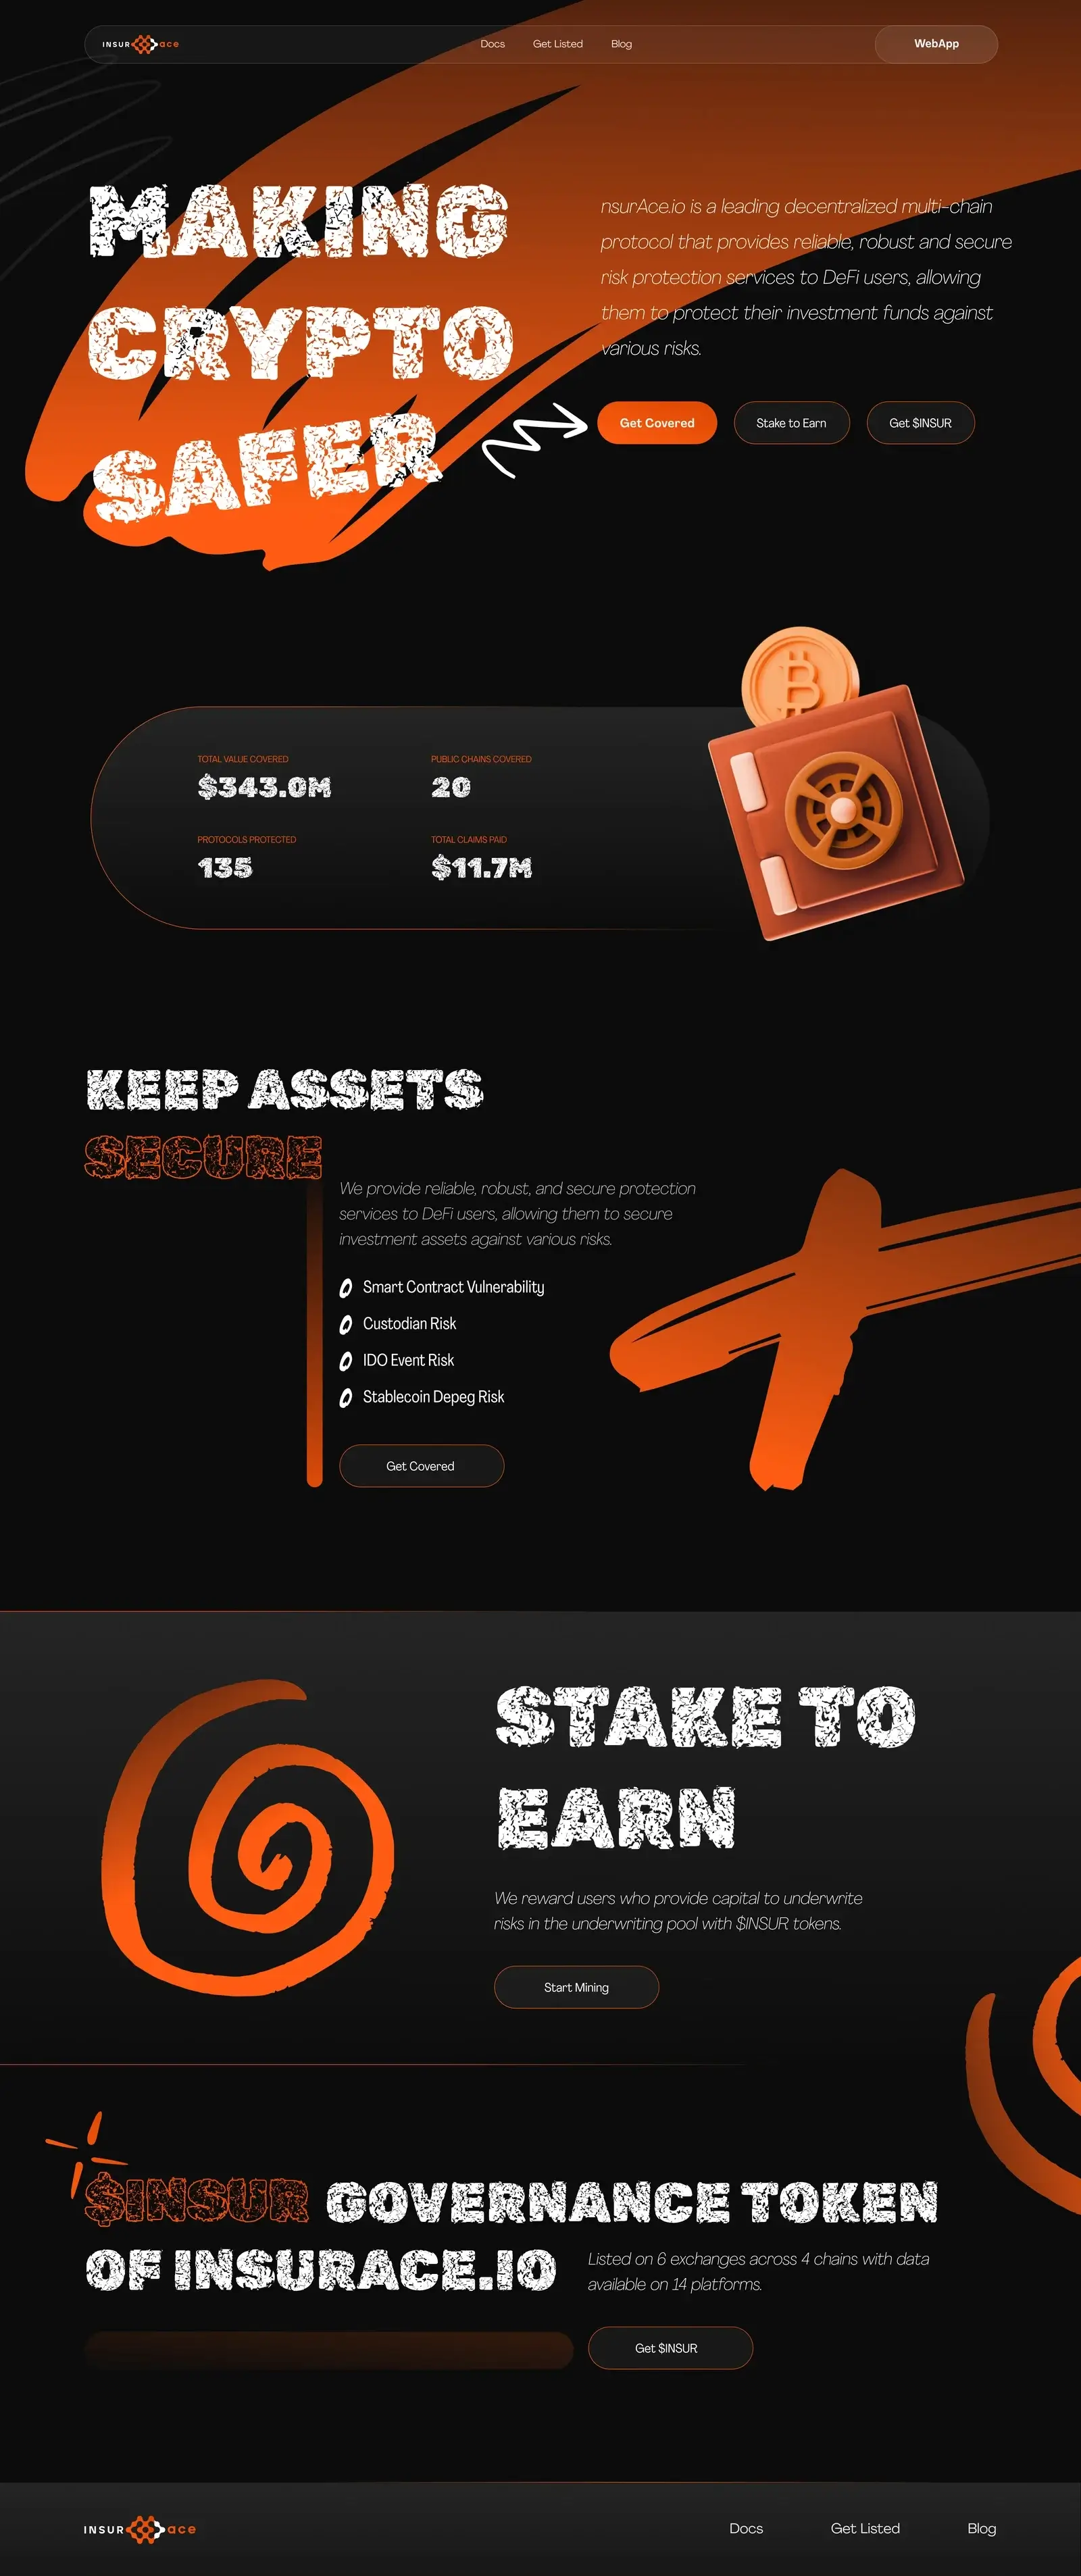 INSUR ace
Docs
Get Listed
Blog
WebApp
MAKING
CRYPTO
SAFER
nsurAce.io is a leading decentralized multi-chain
protocol that provides reliable, robust and secure
risk protection services to DeFi users, allowing
them to protect their investment funds against
various risks.
Get Covered
Stake to Earn
Get $INSUR
TOTAL VALUE COVERED
$343.0M
PUBLIC CHAINS COVERED
20
PROTOCOLS PROTECTED
135
TOTAL CLAIMS PAID
$11.7M
KEEP ASSETS
SECURE
We provide reliable, robust, and secure protection
services to DeFi users, allowing them to secure
investment assets against various risks.
Smart Contract Vulnerability
Custodian Risk
IDO Event Risk
Stablecoin Depeg Risk
Get Covered
STAKE TO
EARN
We reward users who provide capital to underwrite
risks in the underwriting pool with $INSUR tokens.
Start Mining
$INSUR GOVERNANCE TOKEN
OF INSURACE.IO
Listed on 6 exchanges across 4 chains with data
available on 14 platforms.
Get $INSUR
INSUR ace
Docs
Get Listed
Blog